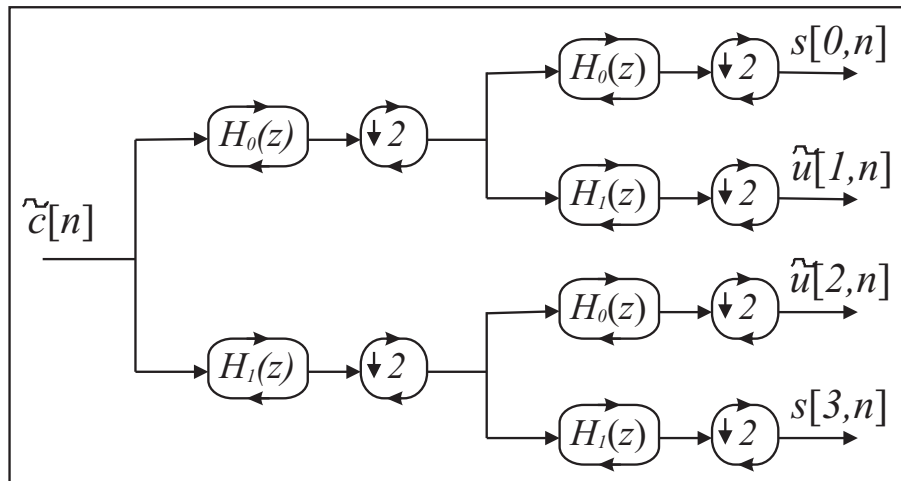 s[0,n]
H₀(z) ↓2
H₀(z) ↓2
ũ[1,n]
H₁(z) ↓2
c̃[n]
ũ[2,n]
H₀(z) ↓2
H₁(z) ↓2
s[3,n]
H₁(z) ↓2